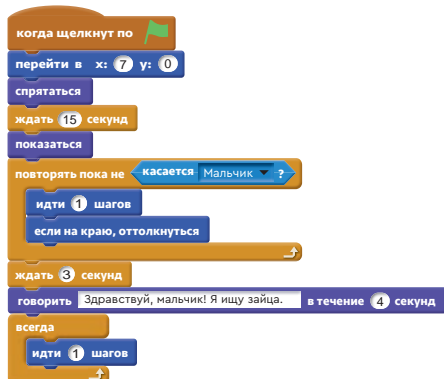 когда щелкнут по
перейти в x: 7 y: 0
спрятаться
ждать 15 секунд
показаться
повторять пока не касается Мальчик ?
идти 1 шагов
если на краю, оттолкнуться
ждать 3 секунд
говорить Здравствуй, мальчик! Я ищу зайца. в течение 4 секунд
всегда
идти 1 шагов